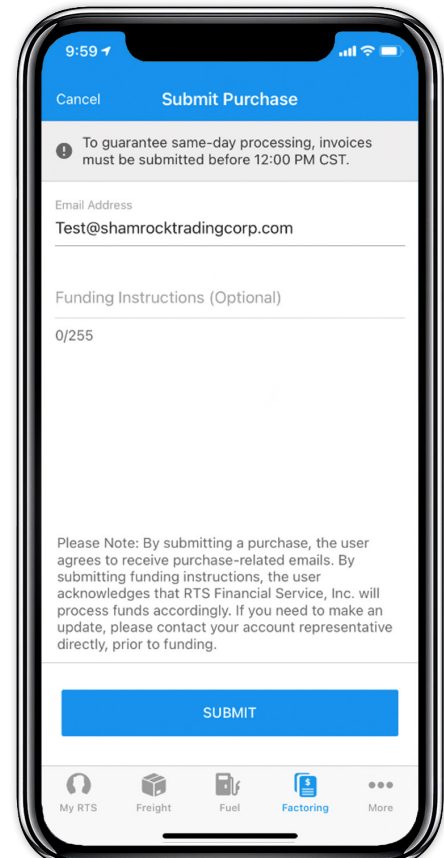 9:59
Cancel Submit Purchase
To guarantee same-day processing, invoices
must be submitted before 12:00 PM CST.
Email Address
Test@shamrocktradingcorp.com
Funding Instructions (Optional)
0/255
Please Note: By submitting a purchase, the user
agrees to receive purchase-related emails. By
submitting funding instructions, the user
acknowledges that RTS Financial Service, Inc. will
process funds accordingly. If you need to make an
update, please contact your account representative
directly, prior to funding.
SUBMIT
My RTS Freight Fuel Factoring More